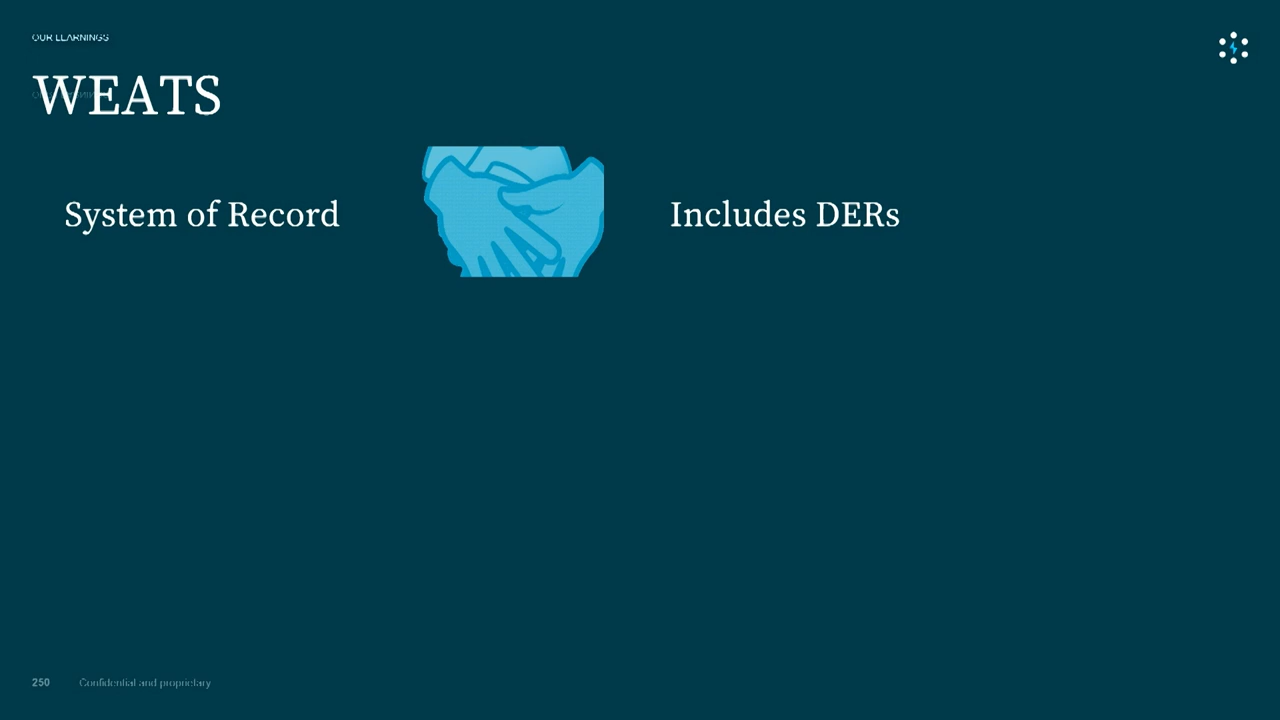 OUR LEARNINGS
WEATS
System of Record
Includes DERs
250 Confidential and proprietary